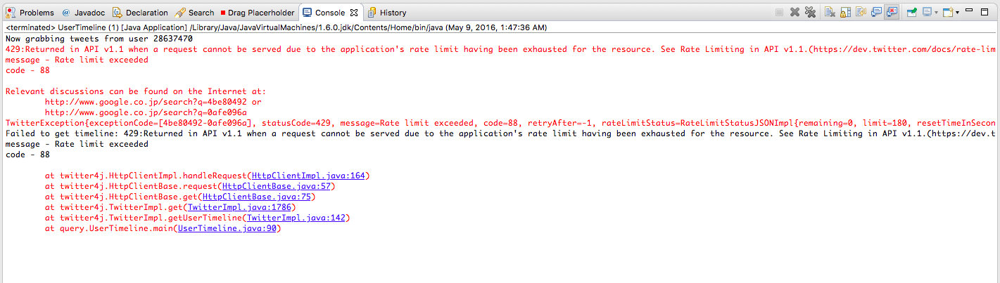 Problems @ Javadoc Declaration Search Drag Placeholder Console History
<terminated> UserTimeline (1) [Java Application] /Library/Java/JavaVirtualMachines/1.6.0.jdk/Contents/Home/bin/java (May 9, 2016, 1:47:36 AM)
Now grabbing tweets from user 28637470
429:Returned in API v1.1 when a request cannot be served due to the application's rate limit having been exhausted for the resource. See Rate Limiting in API v1.1.(https://dev.twitter.com/docs/rate-lim
message - Rate limit exceeded
code - 88
Relevant discussions can be found on the Internet at:
http://www.google.co.jp/search?q=4be80492 or
http://www.google.co.jp/search?q=0afe096a
TwitterException{exceptionCode=[4be80492-0afe096a], statusCode=429, message=Rate limit exceeded, code=88, retryAfter=-1, rateLimitStatus=RateLimitStatusJSONImpl{remaining=0, limit=180, resetTimeInSecon
Failed to get timeline: 429:Returned in API v1.1 when a request cannot be served due to the application's rate limit having been exhausted for the resource. See Rate Limiting in API v1.1.(https://dev.t
message - Rate limit exceeded
code - 88
at twitter4j.HttpClientImpl.handleRequest(HttpClientImpl.java:164)
at twitter4j.HttpClientBase.request(HttpClientBase.java:57)
at twitter4j.HttpClientBase.get(HttpClientBase.java:75)
at twitter4j.TwitterImpl.get(TwitterImpl.java:1786)
at twitter4j.TwitterImpl.getUserTimeline(TwitterImpl.java:142)
at query.UserTimeline.main(UserTimeline.java:90)